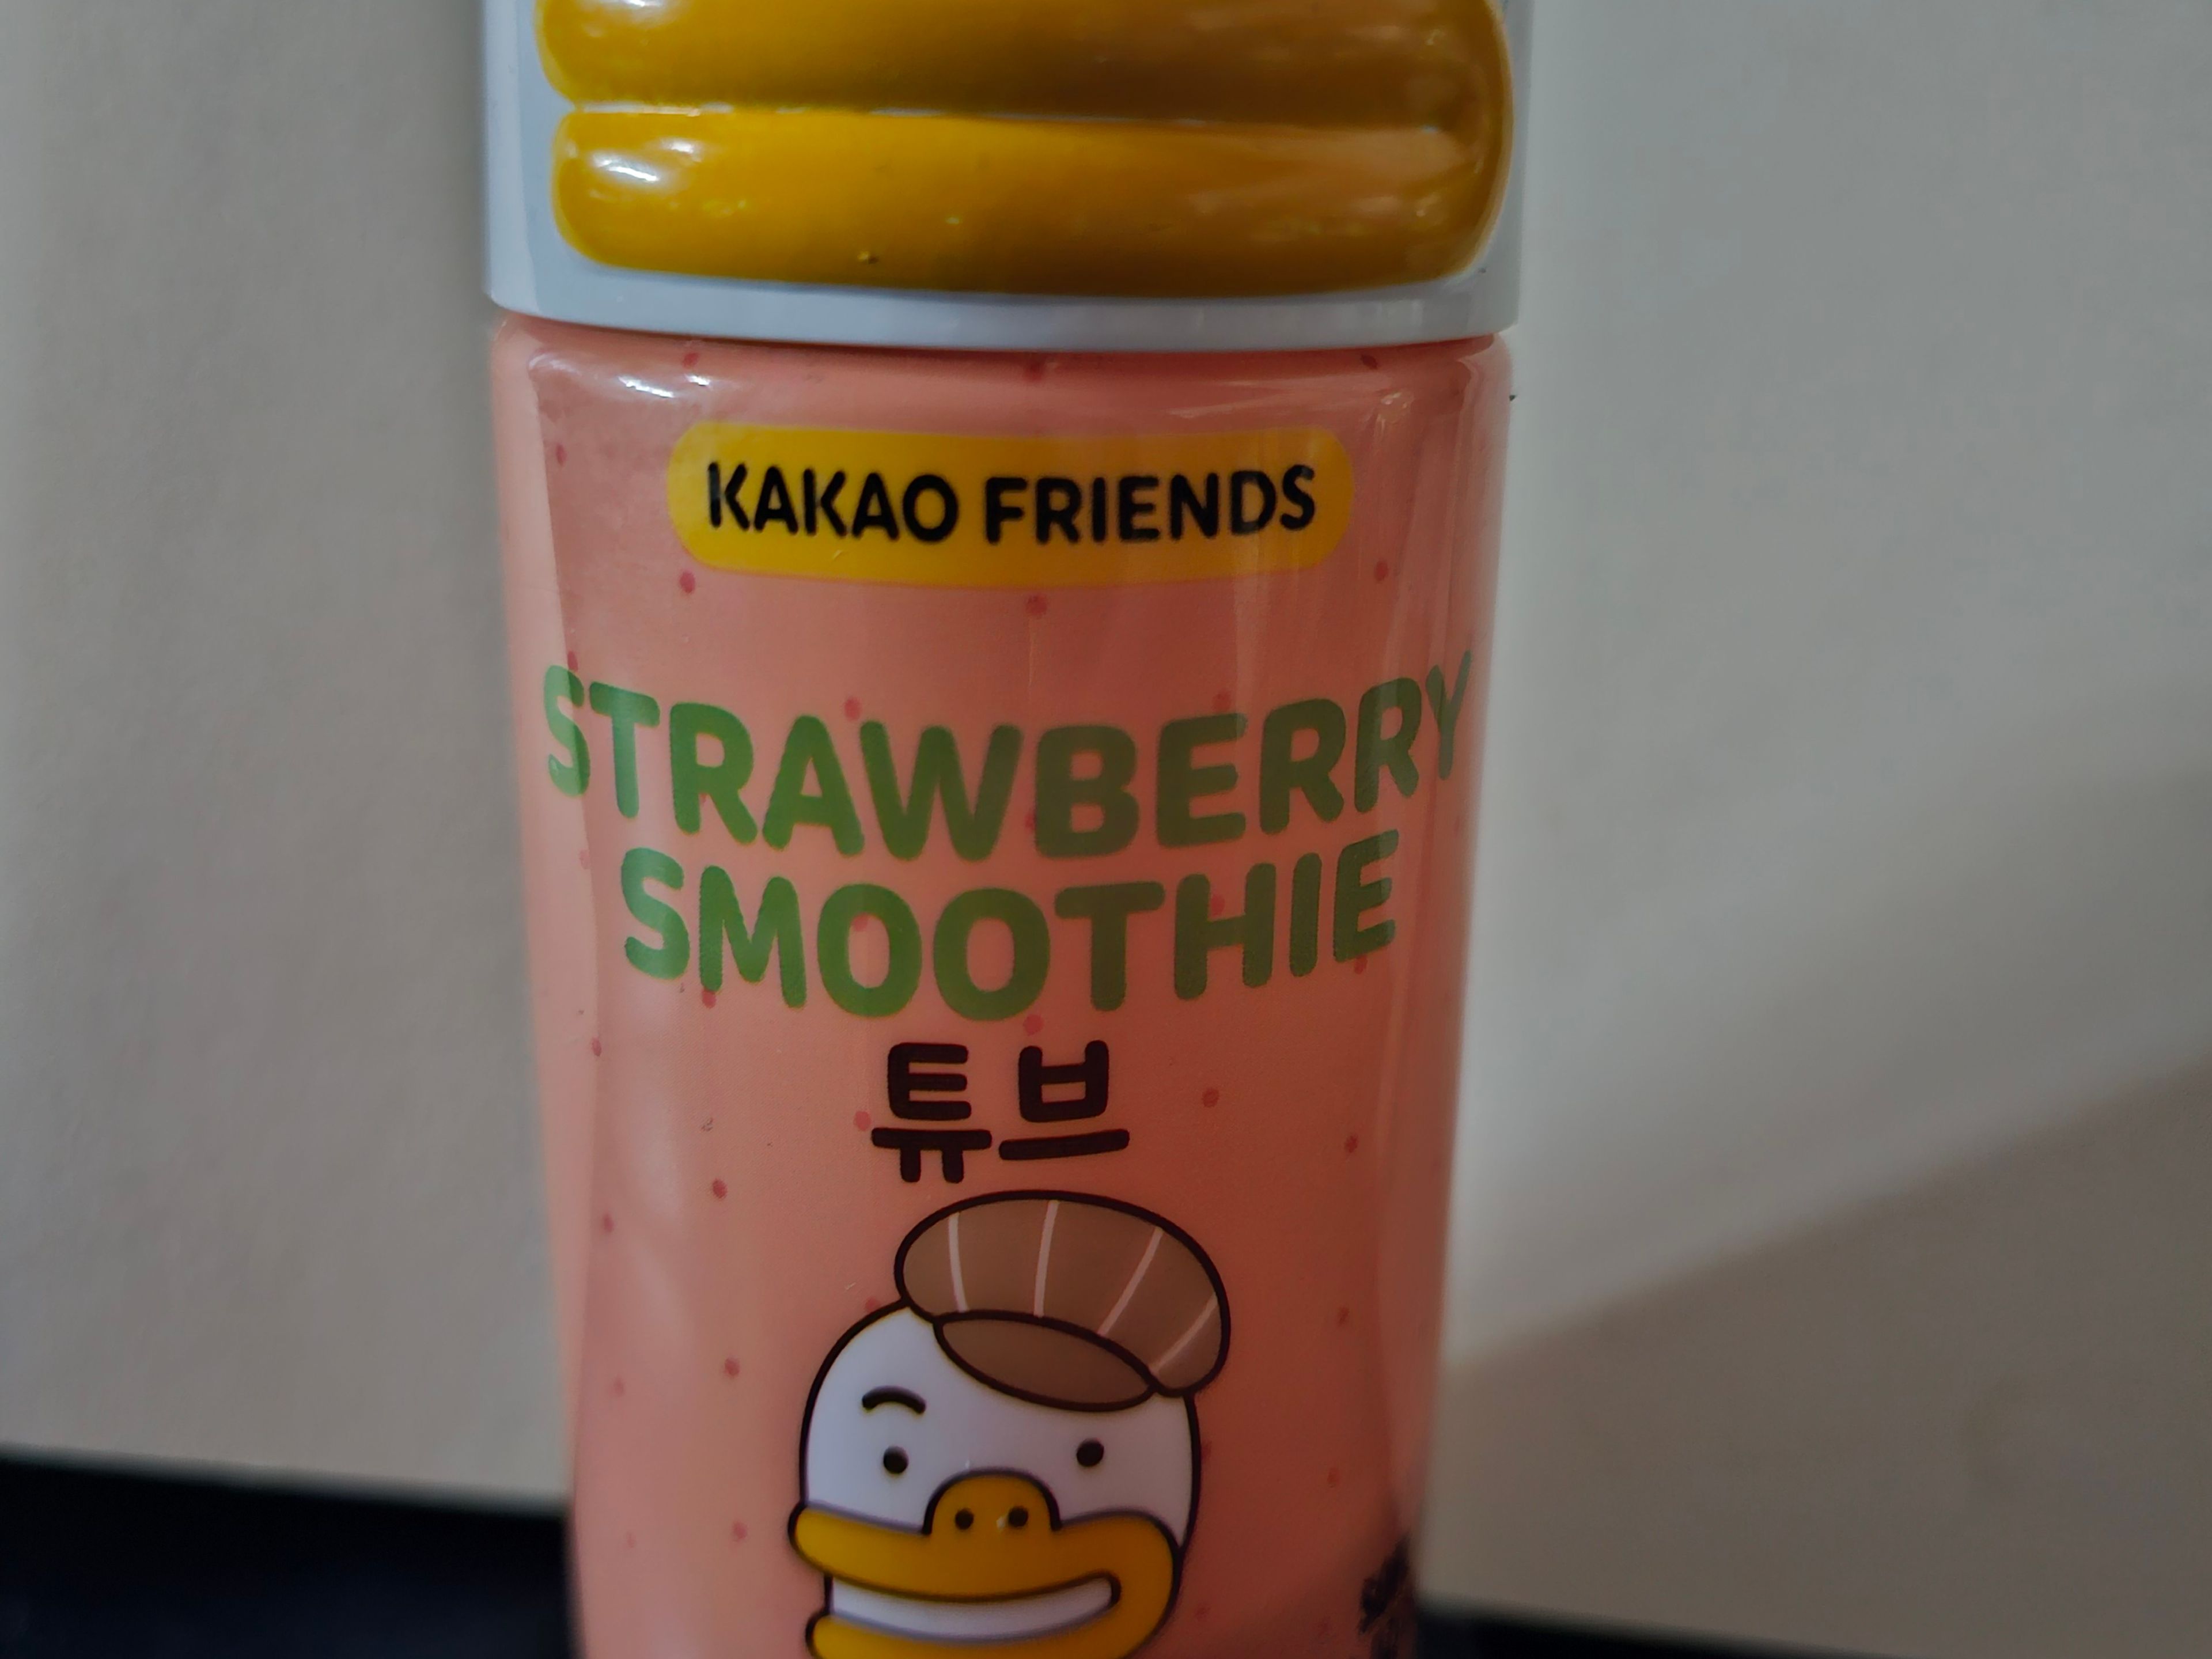 KAKAO FRIENDS
STRAWBERRY
SMOOTHIE
튜브